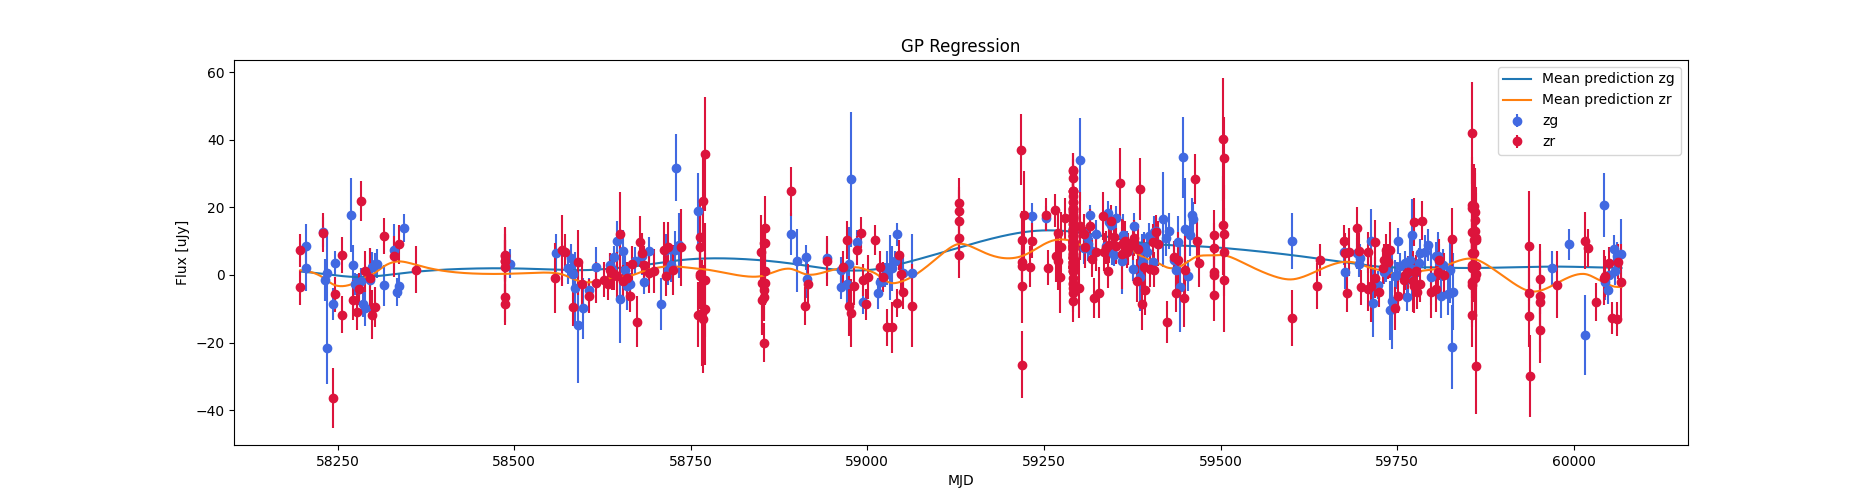 GP Regression
Flux [uJy]
60
40
20
0
−20
−40
Mean prediction zg
Mean prediction zr
zg
zr
58250
58500
58750
59000
59250
59500
59750
60000
MJD